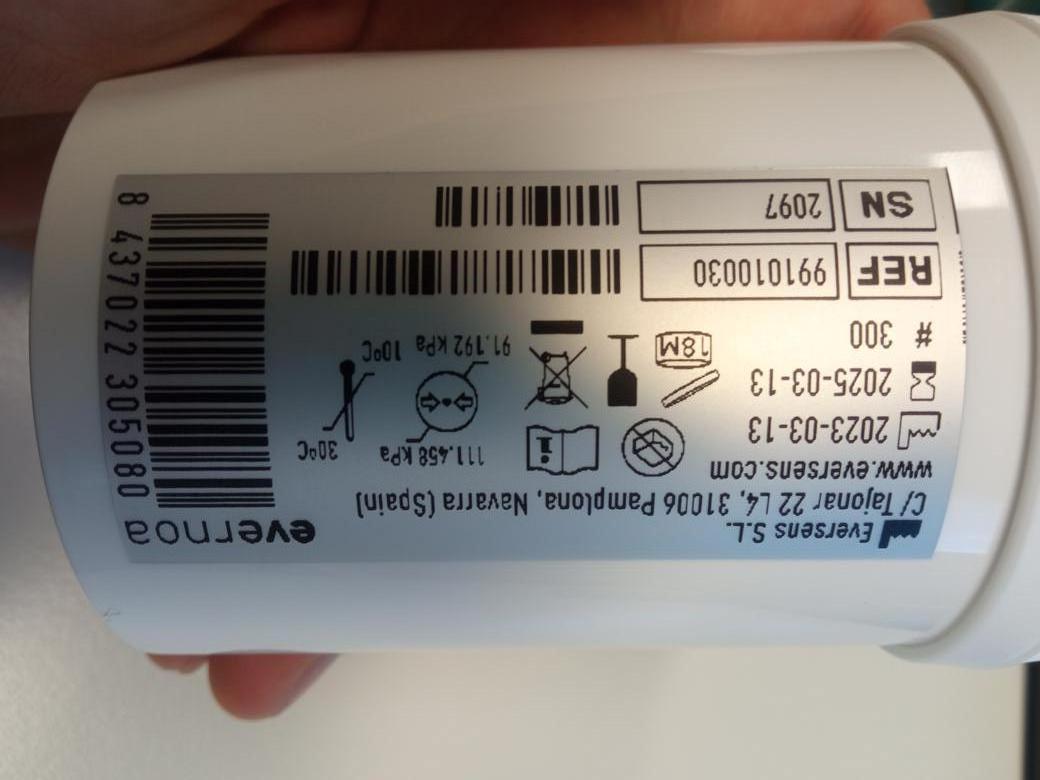 evernoa
Eversens S.L.
C/ Tajonar 22 L4, 31006 Pamplona, Navarra (Spain)
www.eversens.com
2023-03-13
2025-03-13
# 300
18M
111.458 kPa
91.192 kPa
30ºC
10ºC
REF 991010030
SN 2097
8 437022 305080